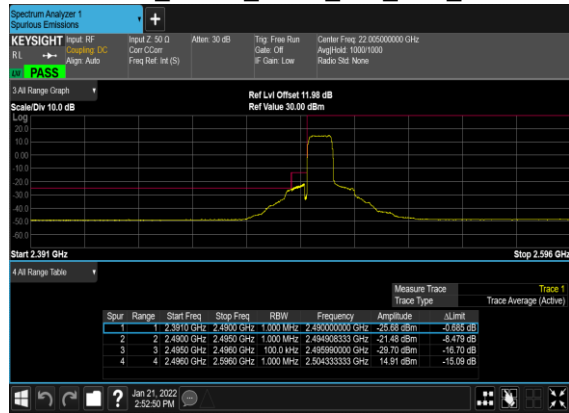 Spectrum Analyzer 1
Spurious Emissions
KEYSIGHT Input: RF Input Z: 50 Ω Atten: 30 dB Trig: Free Run Center Freq: 22.005000000 GHz
RL Coupling: DC Corr CCorr Gate: Off Avg|Hold: 1000/1000
Align: Auto Freq Ref: Int (S) IF Gain: Low Radio Std: None
PASS
3 All Range Graph
Ref Lvl Offset 11.98 dB
Scale/Div 10.0 dB Ref Value 30.00 dBm
Log
20.0
10.0
0.00
-10.0
-20.0
-30.0
-40.0
-50.0
-60.0
Start 2.391 GHz Stop 2.596 GHz
4 All Range Table
Measure Trace Trace 1
Trace Type Trace Average (Active)
Spur Range Start Freq Stop Freq RBW Frequency Amplitude ΔLimit
1 1 2.3910 GHz 2.4900 GHz 1.000 MHz 2.490000000 GHz -25.68 dBm -0.685 dB
2 2 2.4900 GHz 2.4950 GHz 1.000 MHz 2.494908333 GHz -21.48 dBm -8.479 dB
3 3 2.4950 GHz 2.4960 GHz 100.0 kHz 2.495990000 GHz -29.70 dBm -16.70 dB
4 4 2.4960 GHz 2.5960 GHz 1.000 MHz 2.504333333 GHz 14.91 dBm -15.09 dB
Jan 21, 2022
2:52:50 PM